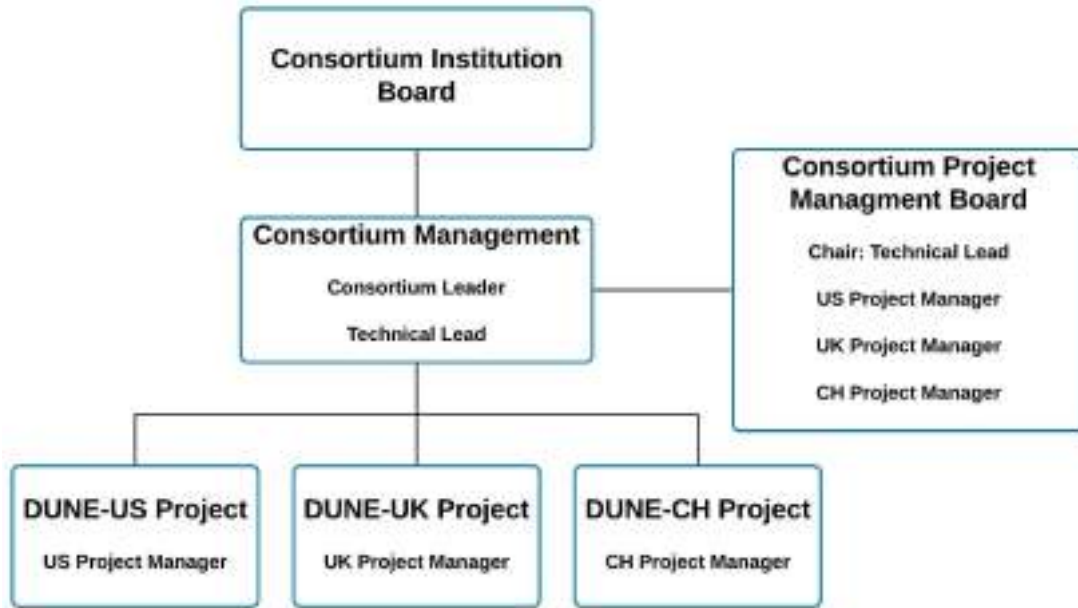 Consortium Institution
Board
Consortium Management
Consortium Leader
Technical Lead
Consortium Project
Managment Board
Chair: Technical Lead
US Project Manager
UK Project Manager
CH Project Manager
DUNE-US Project
US Project Manager
DUNE-UK Project
UK Project Manager
DUNE-CH Project
CH Project Manager